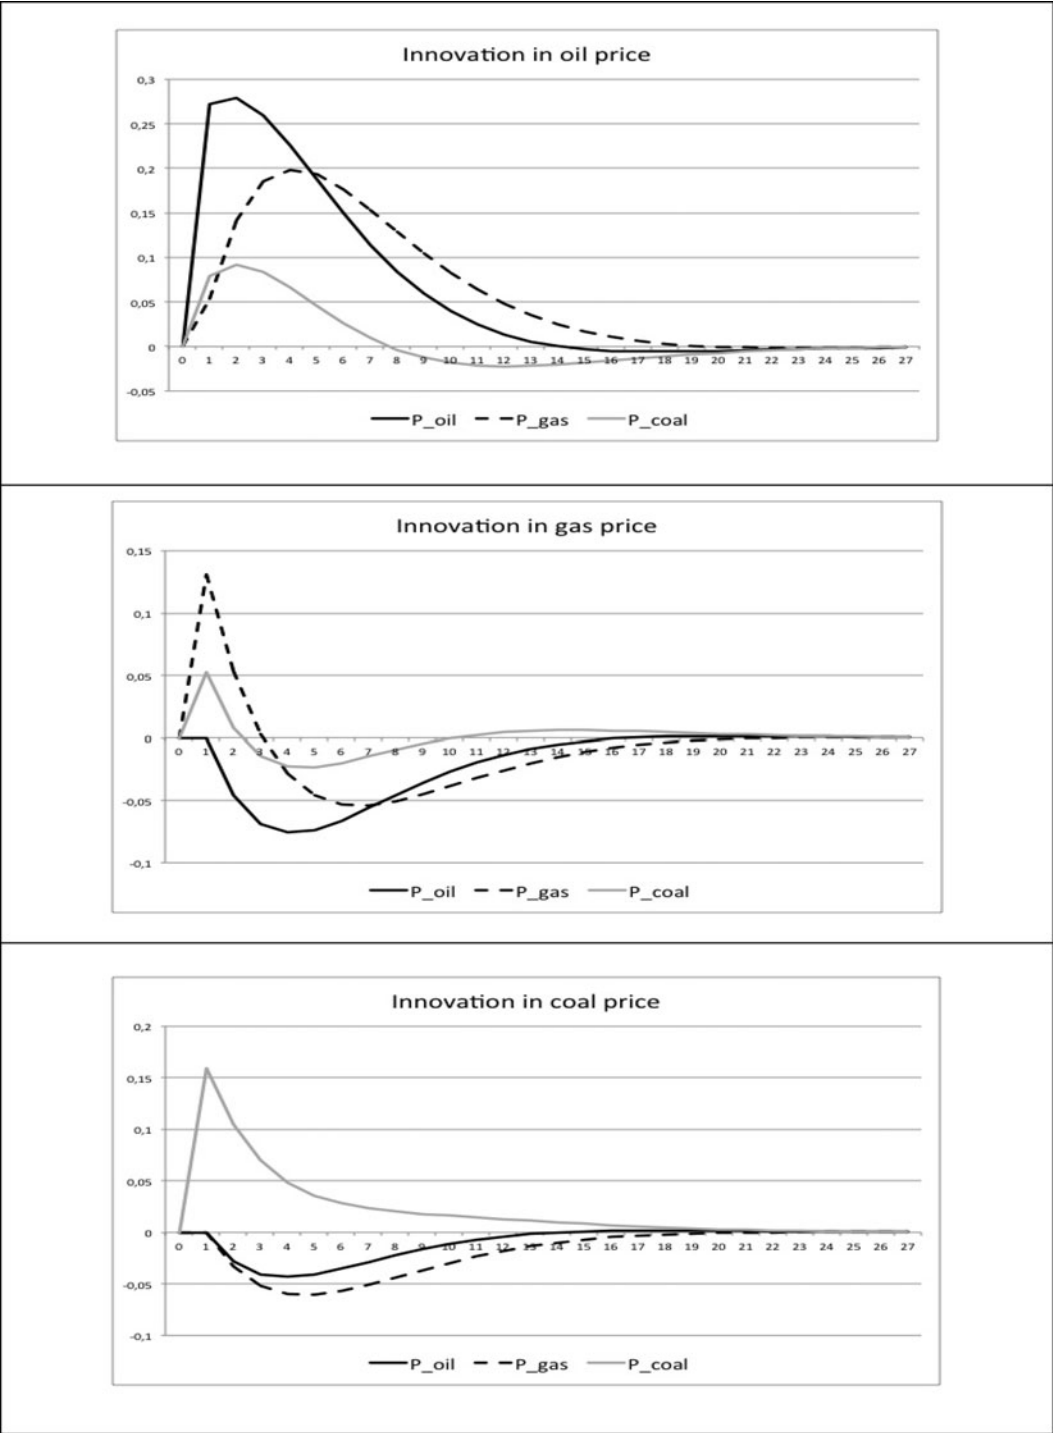 Innovation in oil price
0,3
0,25
0,2
0,15
0,1
0,05
0
0 1 2 3 4 5 6 7 8 9 10 11 12 13 14 15 16 17 18 19 20 21 22 23 24 25 26 27
-0,05
P_oil P_gas P_coal
Innovation in gas price
0,15
0,1
0,05
0
0 1 2 3 4 5 6 7 8 9 10 11 12 13 14 15 16 17 18 19 20 21 22 23 24 25 26 27
-0,05
-0,1
P_oil P_gas P_coal
Innovation in coal price
0,2
0,15
0,1
0,05
0
0 1 2 3 4 5 6 7 8 9 10 11 12 13 14 15 16 17 18 19 20 21 22 23 24 25 26 27
-0,05
-0,1
P_oil P_gas P_coal